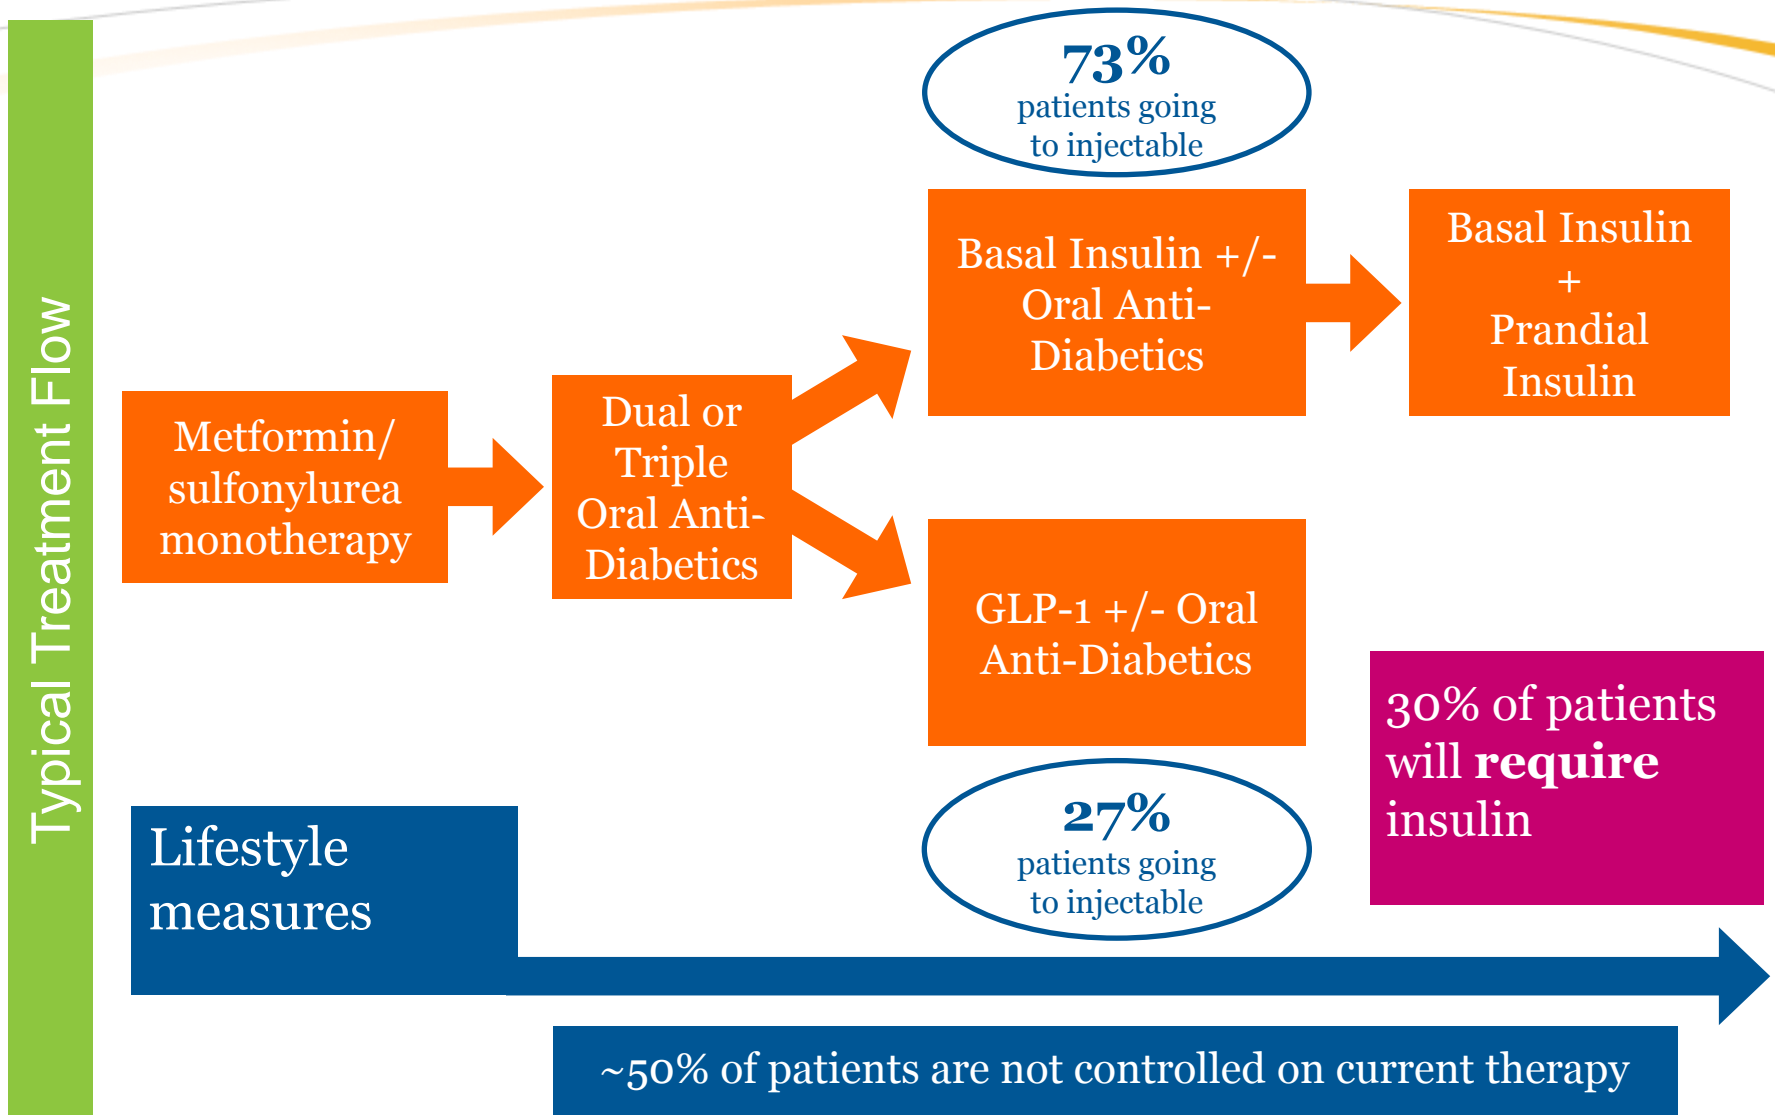 Typical Treatment Flow
73%
patients going
to injectable
Basal Insulin +/-
Oral Anti-
Diabetics
Basal Insulin
+
Prandial
Insulin
Metformin/
sulfonylurea
monotherapy
Dual or
Triple
Oral Anti-
Diabetics
GLP-1 +/- Oral
Anti-Diabetics
27%
patients going
to injectable
30% of patients
will require
insulin
Lifestyle
measures
~50% of patients are not controlled on current therapy